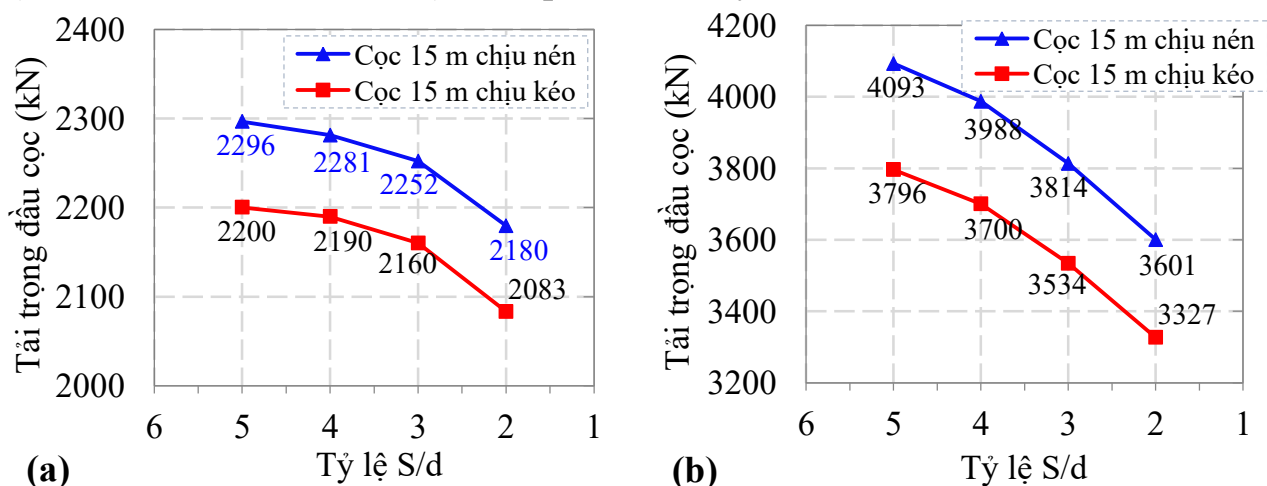 2400
2300
2200
2100
2000
Tải trọng đầu cọc (kN)
Cọc 15 m chịu nén
Cọc 15 m chịu kéo
2296
2281
2252
2180
2200
2190
2160
2083
6 5 4 3 2 1
Tỷ lệ S/d
(a)
4200
4000
3800
3600
3400
3200
Tải trọng đầu cọc (kN)
Cọc 15 m chịu nén
Cọc 15 m chịu kéo
4093
3988
3814
3601
3796
3700
3534
3327
6 5 4 3 2 1
Tỷ lệ S/d
(b)